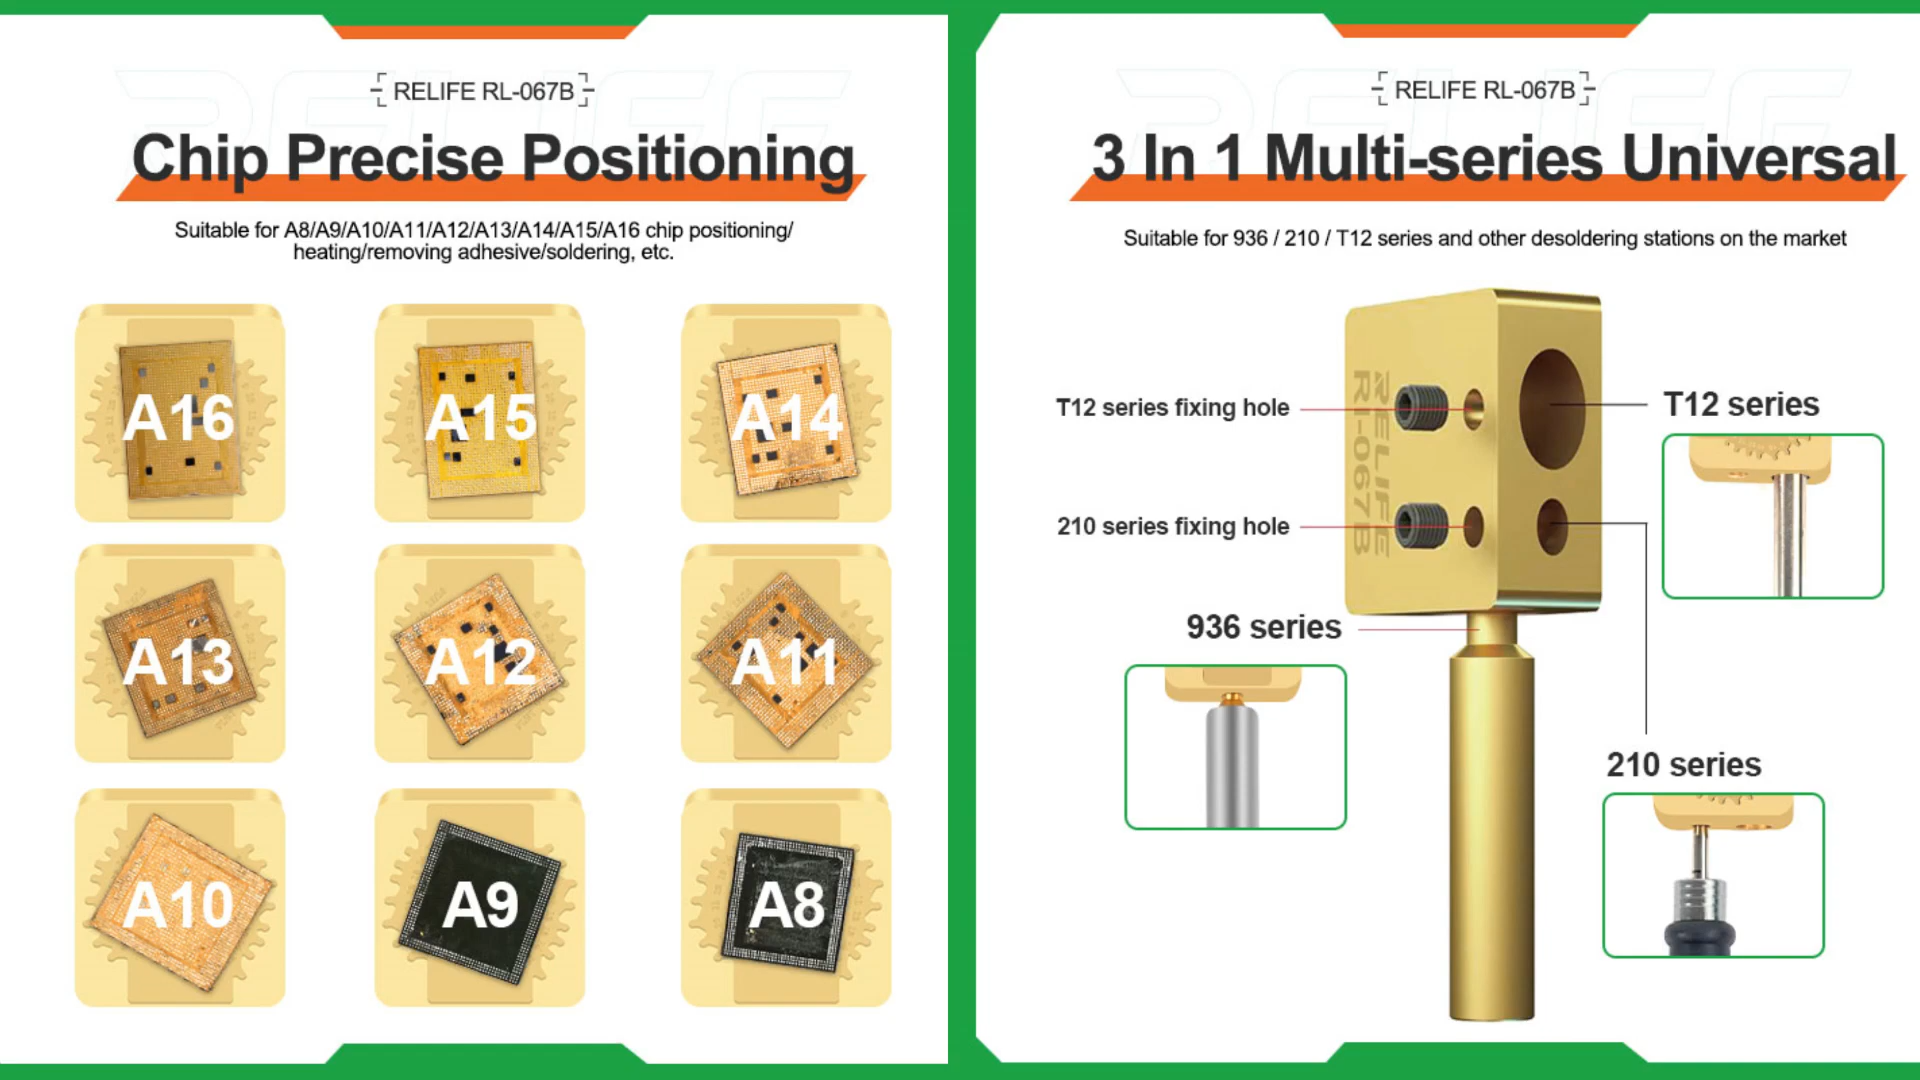 RELIFE RL-067B
Chip Precise Positioning
Suitable for A8/A9/A10/A11/A12/A13/A14/A15/A16 chip positioning/
heating/removing adhesive/soldering, etc.
A16
A15
A14
A13
A12
A11
A10
A9
A8
RELIFE RL-067B
3 In 1 Multi-series Universal
Suitable for 936 / 210 / T12 series and other desoldering stations on the market
T12 series fixing hole
T12 series
210 series fixing hole
RELIFE
RL-067B
936 series
210 series